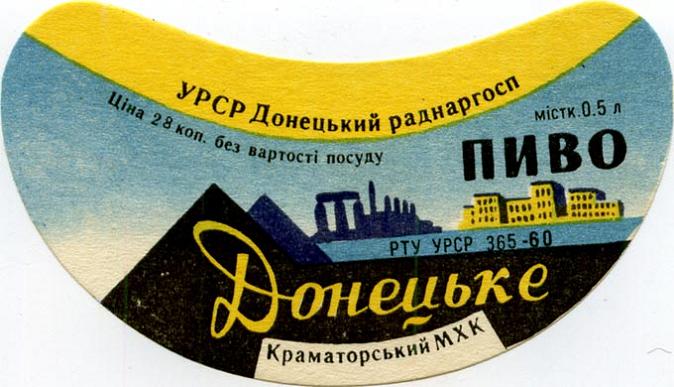 УРСР Донецький раднаргосп
Ціна 28 коп. без вартості посуду
містк. 0.5 л
ПИВО
РТУ УРСР 365-60
Донецьке
Краматорський МХК